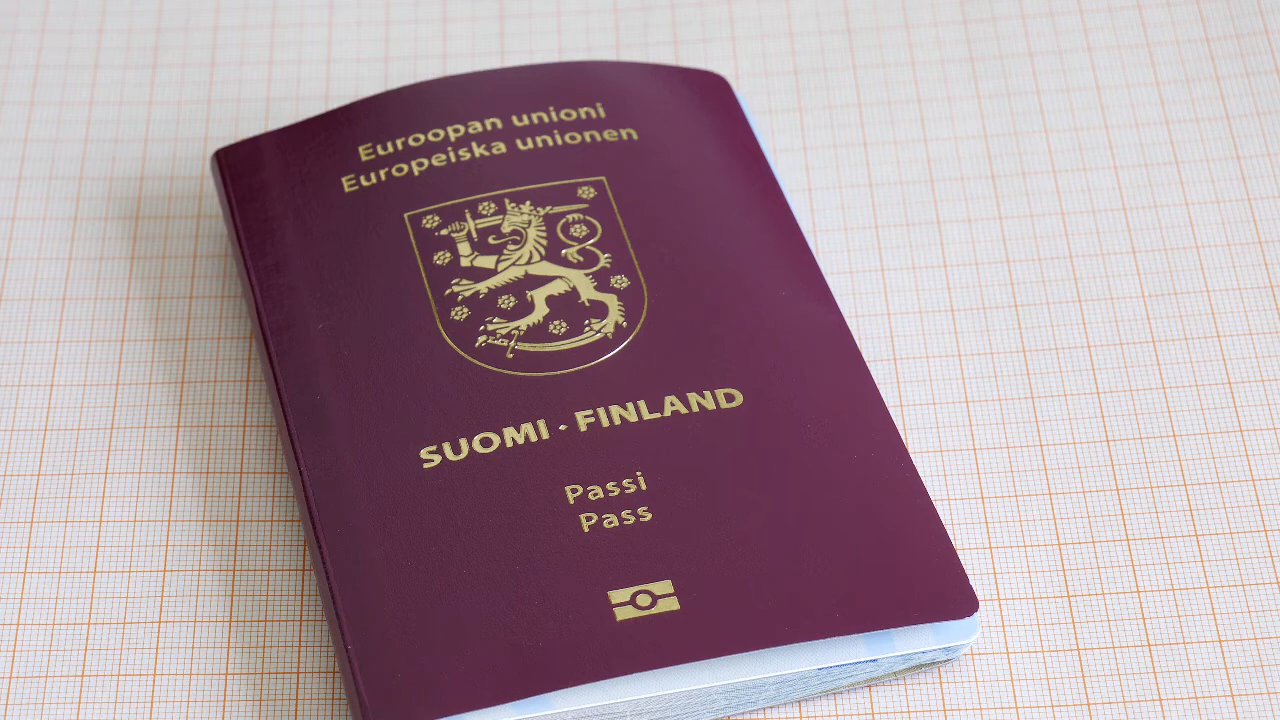 Euroopan unioni
Europeiska unionen
SUOMI · FINLAND
Passi
Pass